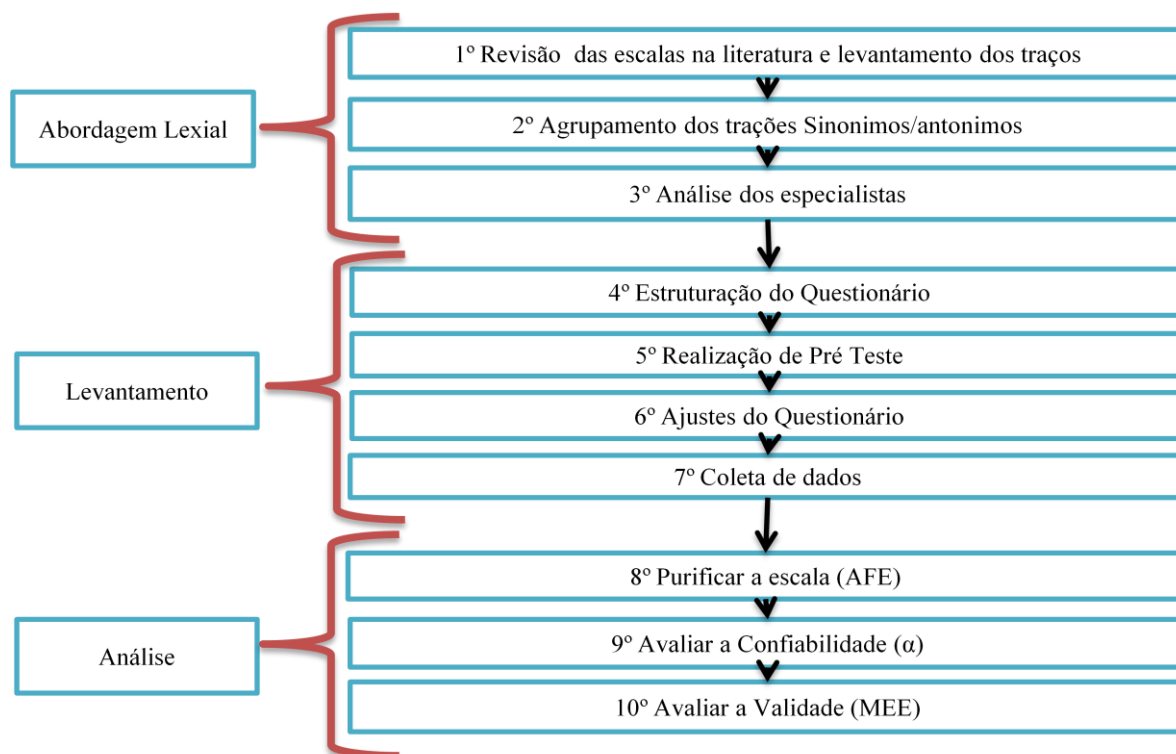 Abordagem Lexial
1º Revisão das escalas na literatura e levantamento dos traços
2º Agrupamento dos trações Sinonimos/antonimos
3º Análise dos especialistas
Levantamento
4º Estruturação do Questionário
5º Realização de Pré Teste
6º Ajustes do Questionário
7º Coleta de dados
Análise
8º Purificar a escala (AFE)
9º Avaliar a Confiabilidade (α)
10º Avaliar a Validade (MEE)